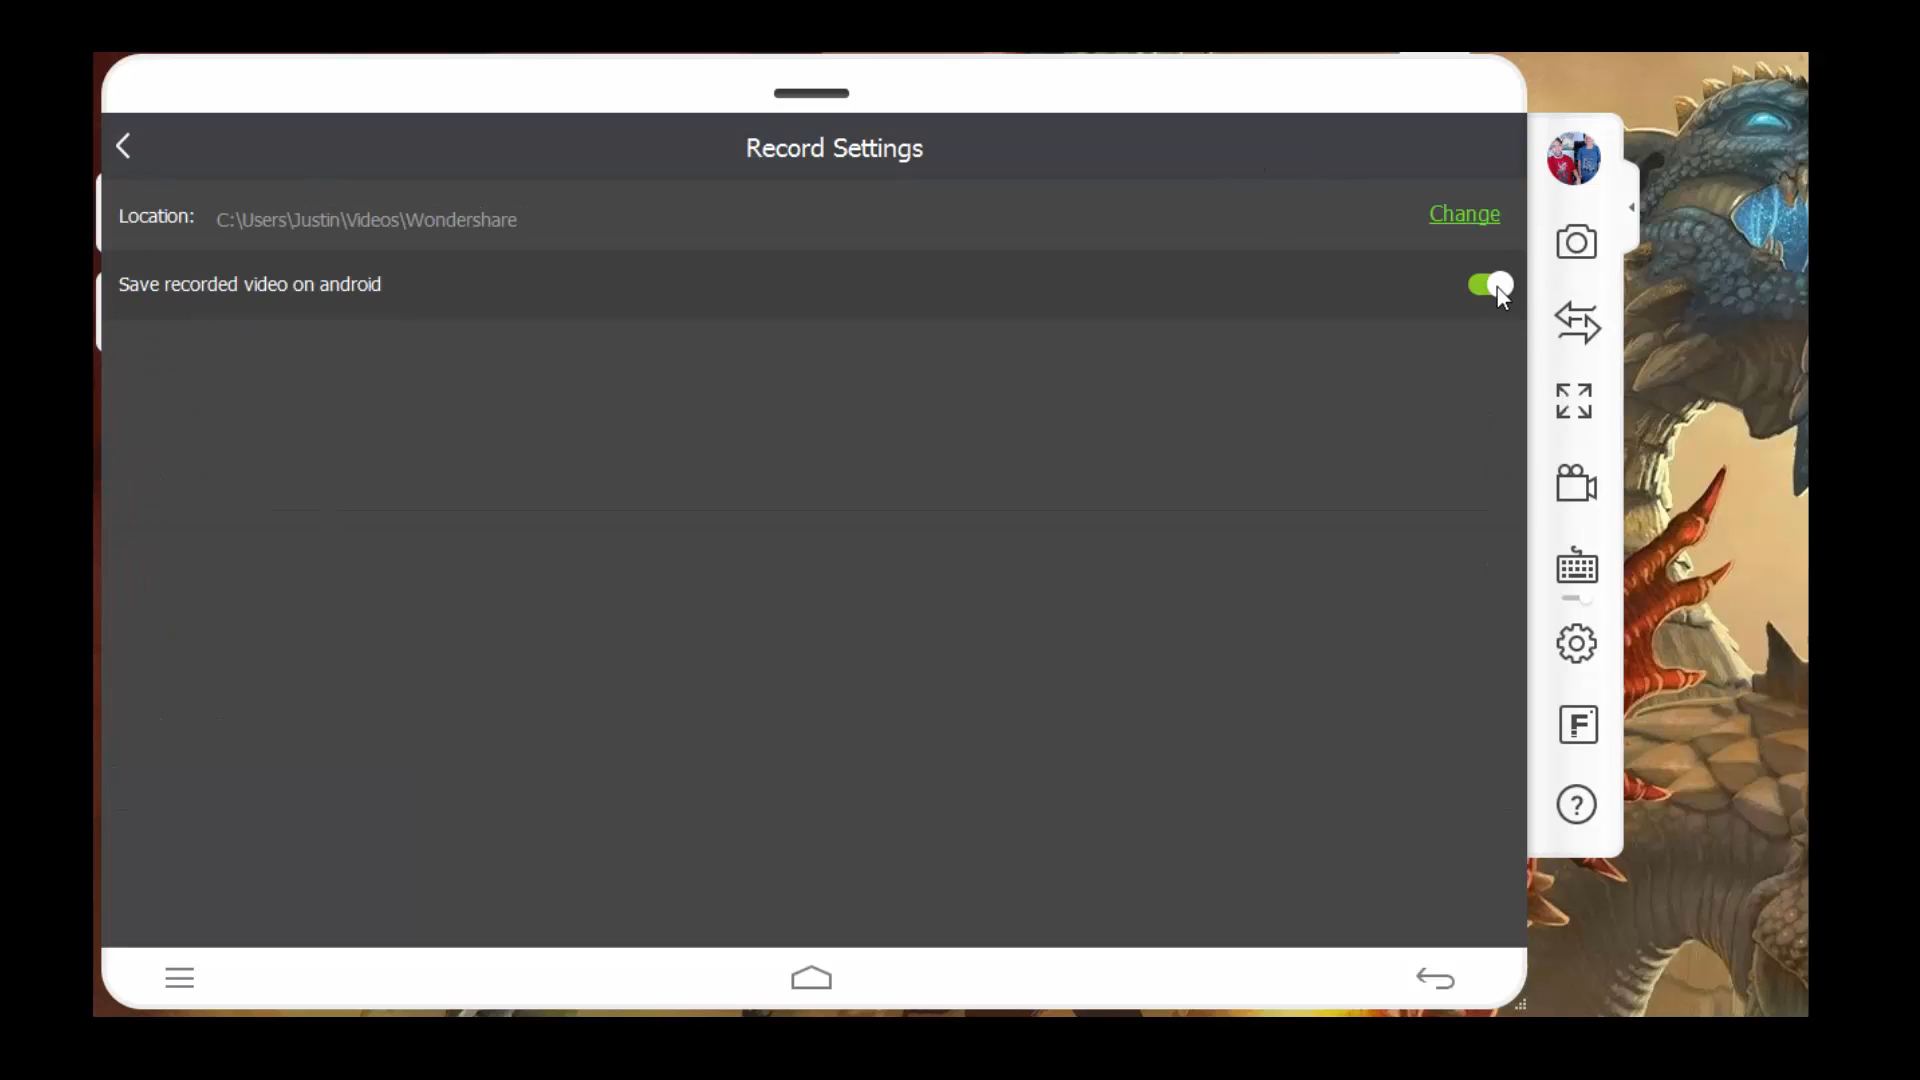 Record Settings
Location: C:\Users\Justin\Videos\Wondershare Change
Save recorded video on android
F
?